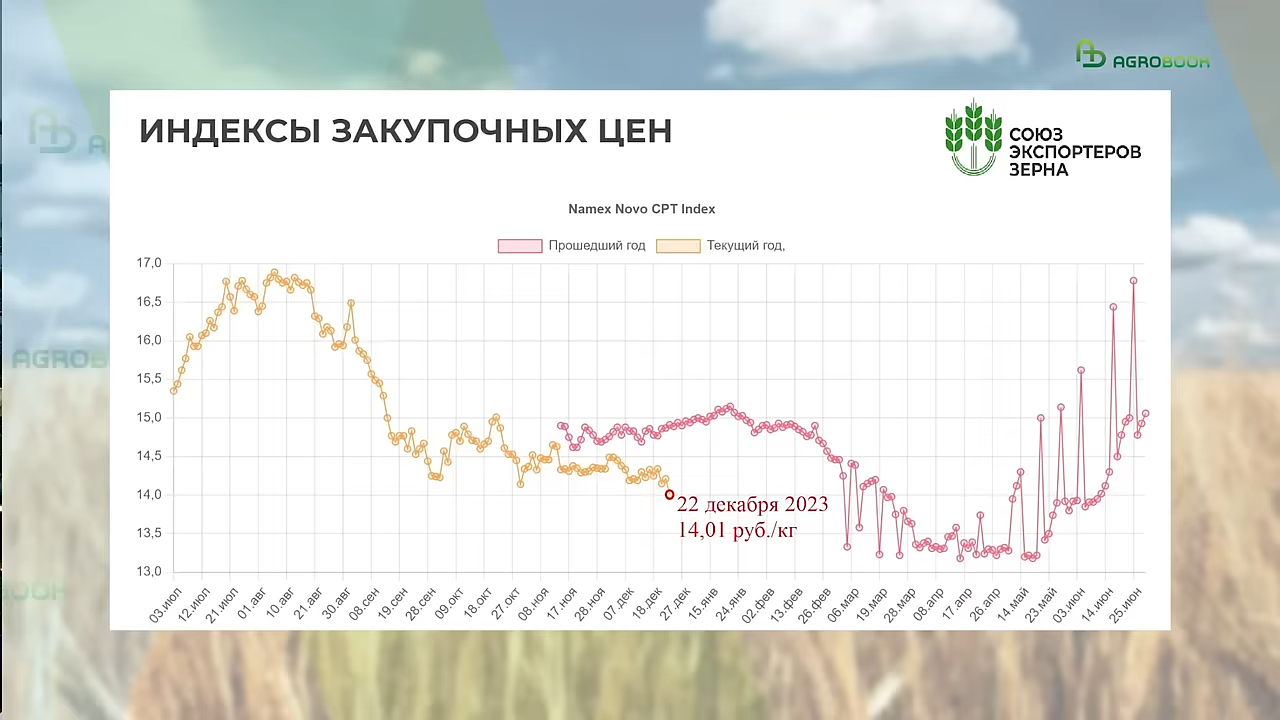 AGROBOOK
ИНДЕКСЫ ЗАКУПОЧНЫХ ЦЕН
СОЮЗ
ЭКСПОРТЕРОВ
ЗЕРНА
Namex Novo CPT Index
Прошедший год
Текущий год,
17,0
16,5
16,0
15,5
15,0
14,5
14,0
13,5
13,0
22 декабря 2023
14,01 руб./кг
03.июл
12.июл
21.июл
01.авг
10.авг
21.авг
30.авг
08.сен
19.сен
28.сен
09.окт
18.окт
27.окт
08.ноя
17.ноя
28.ноя
07.дек
18.дек
27.дек
15.янв
24.янв
02.фев
13.фев
26.фев
06.мар
19.мар
28.мар
08.апр
17.апр
26.апр
14.май
23.май
03.июн
14.июн
25.июн